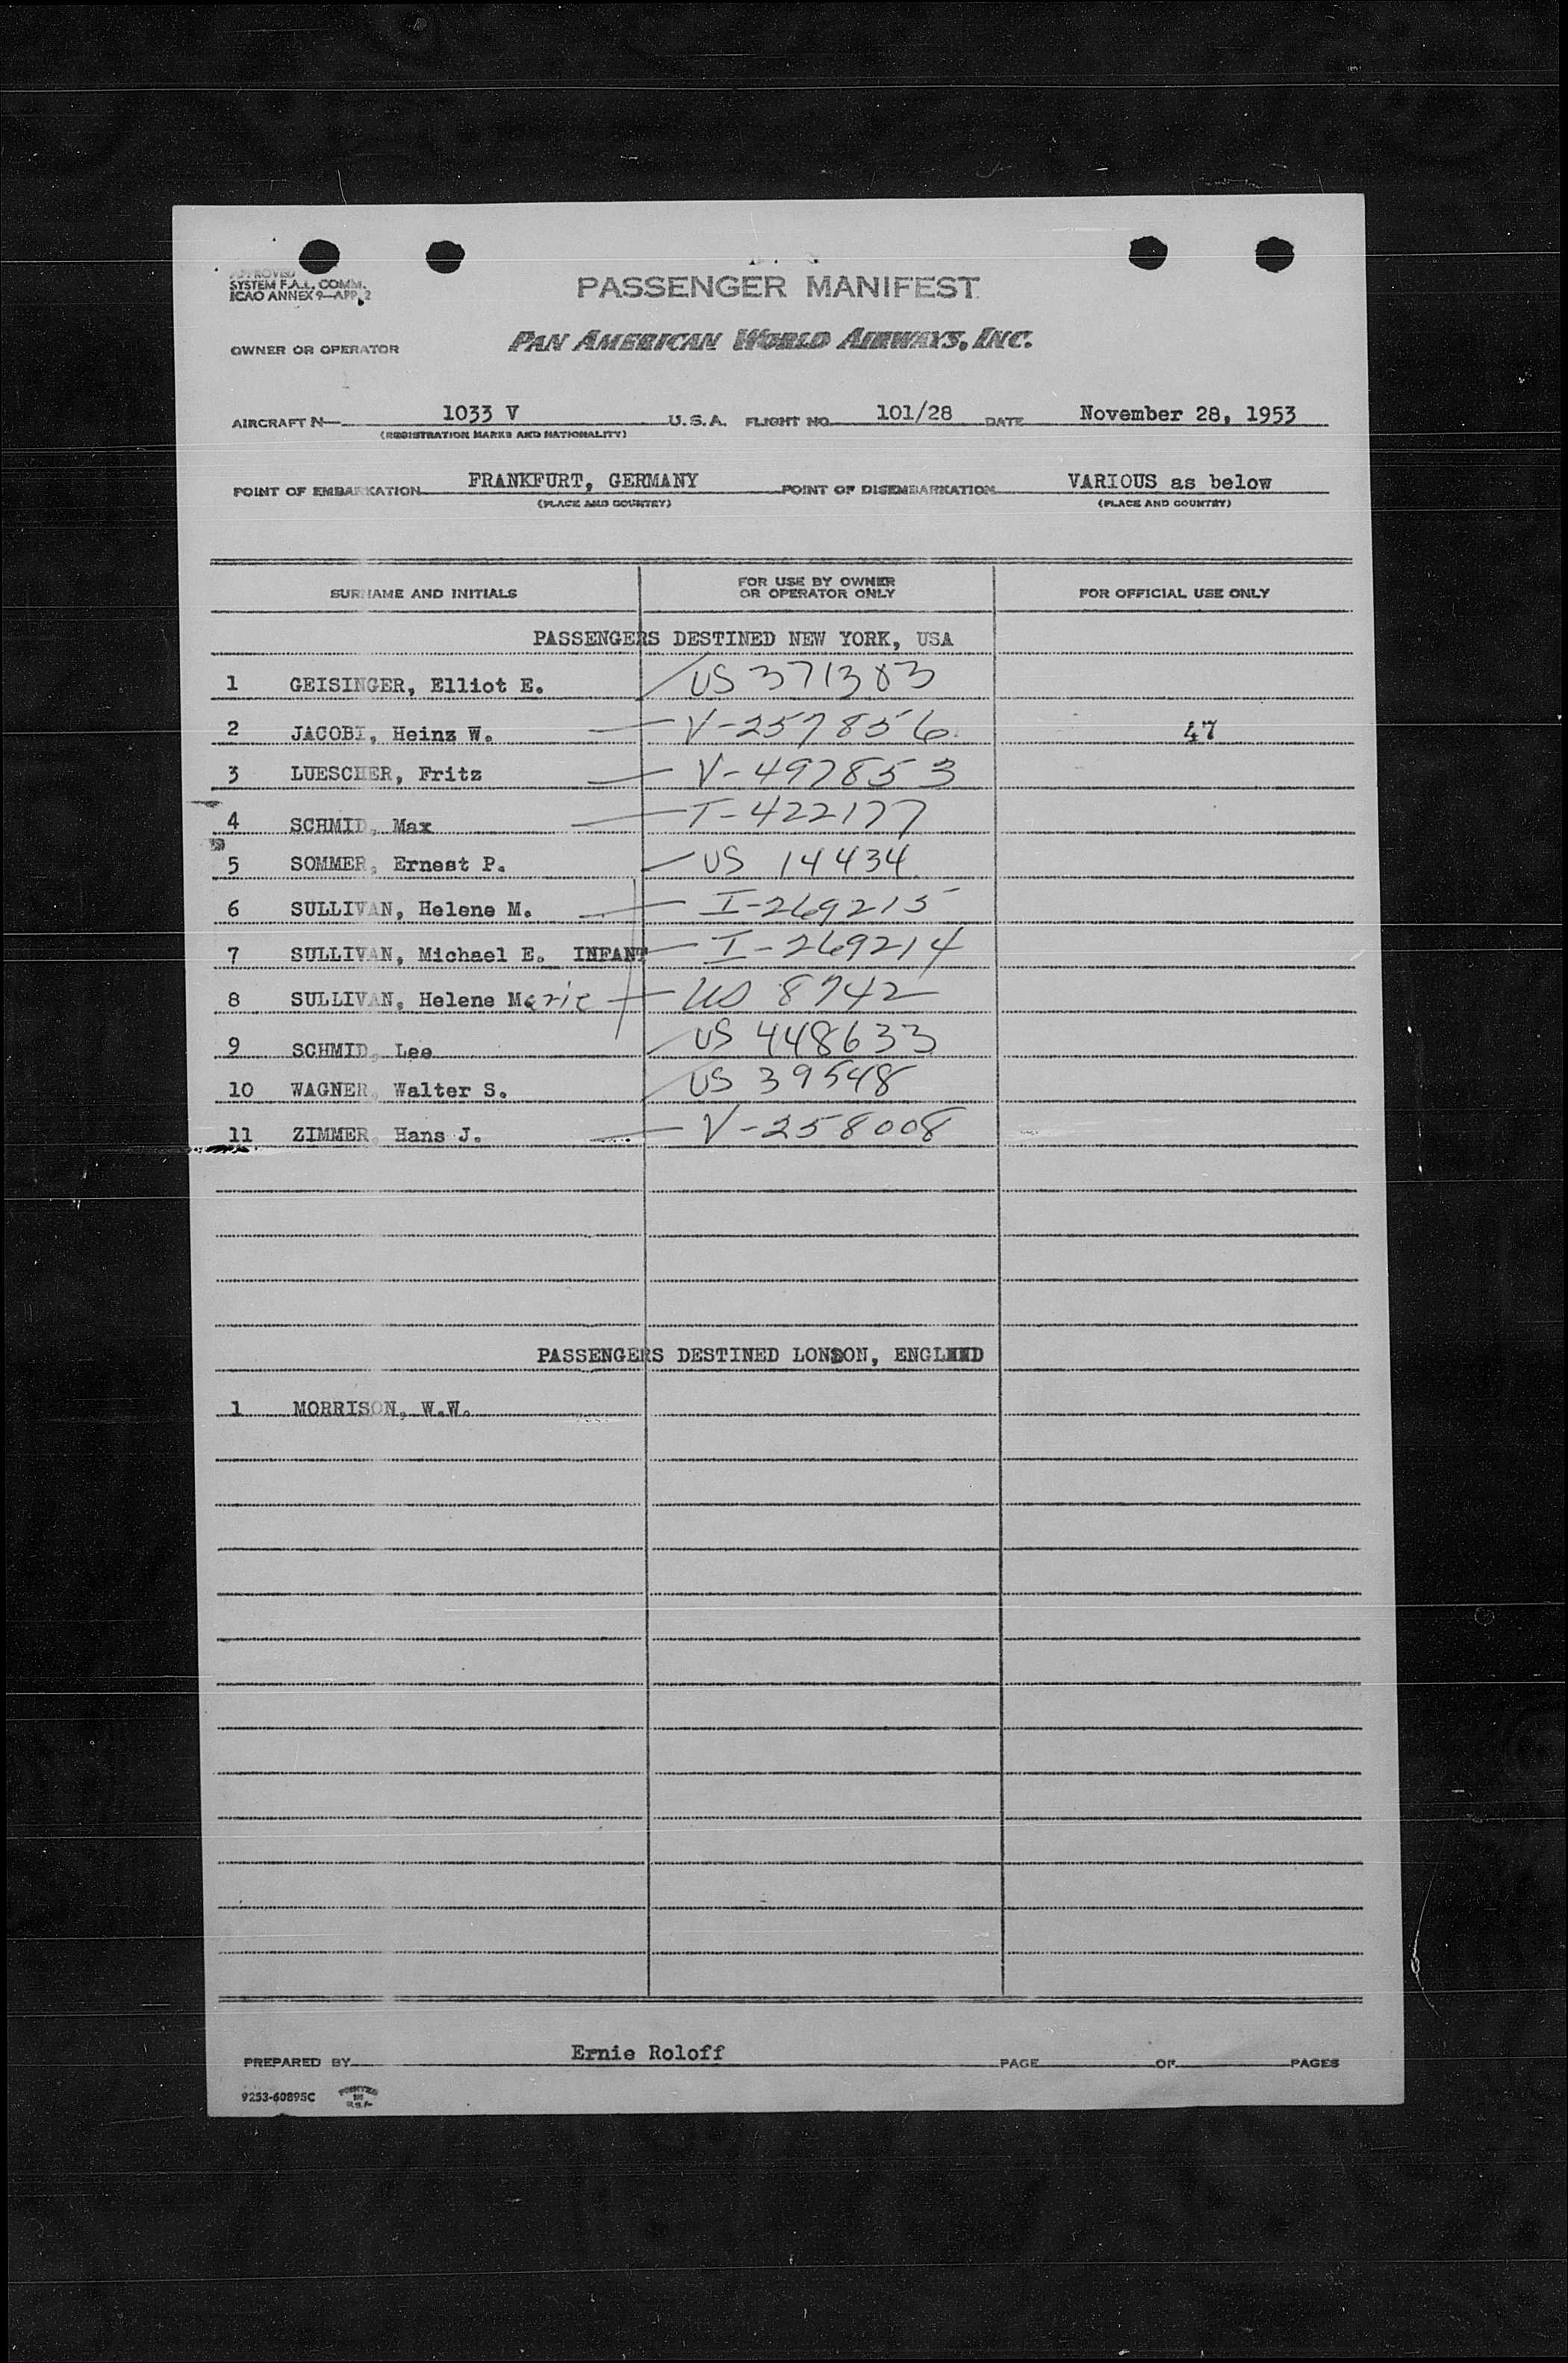 APPROVED
SYSTEM F.A.L. COMM.
ICAO ANNEX 9—APP. 2
PASSENGER MANIFEST
OWNER OR OPERATOR PAN AMERICAN WORLD AIRWAYS, INC.
AIRCRAFT N— 1033 V U.S.A. FLIGHT NO. 101/28 DATE November 28, 1953
(REGISTRATION MARKS AND NATIONALITY)
POINT OF EMBARKATION FRANKFURT, GERMANY POINT OF DISEMBARKATION VARIOUS as below
(PLACE AND COUNTRY) (PLACE AND COUNTRY)
SURNAME AND INITIALS FOR USE BY OWNER OR OPERATOR ONLY FOR OFFICIAL USE ONLY
PASSENGERS DESTINED NEW YORK, USA
1 GEISINGER, Elliot E. US 371383
2 JACOBI, Heinz W. V-257856 47
3 LUESCHER, Fritz V-497853
4 SCHMID, Max T-422177
5 SOMMER, Ernest P. US 14434
6 SULLIVAN, Helene M. I-269215
7 SULLIVAN, Michael E. INFANT I-269214
8 SULLIVAN, Helene Marie US 8742
9 SCHMID, Lee US 448633
10 WAGNER, Walter S. US 39548
11 ZIMMER, Hans J. V-258008
PASSENGERS DESTINED LONDON, ENGLAND
1 MORRISON, W.W.
PREPARED BY Ernie Roloff PAGE OF PAGES
9253-60895C PRINTED IN U.S.A.